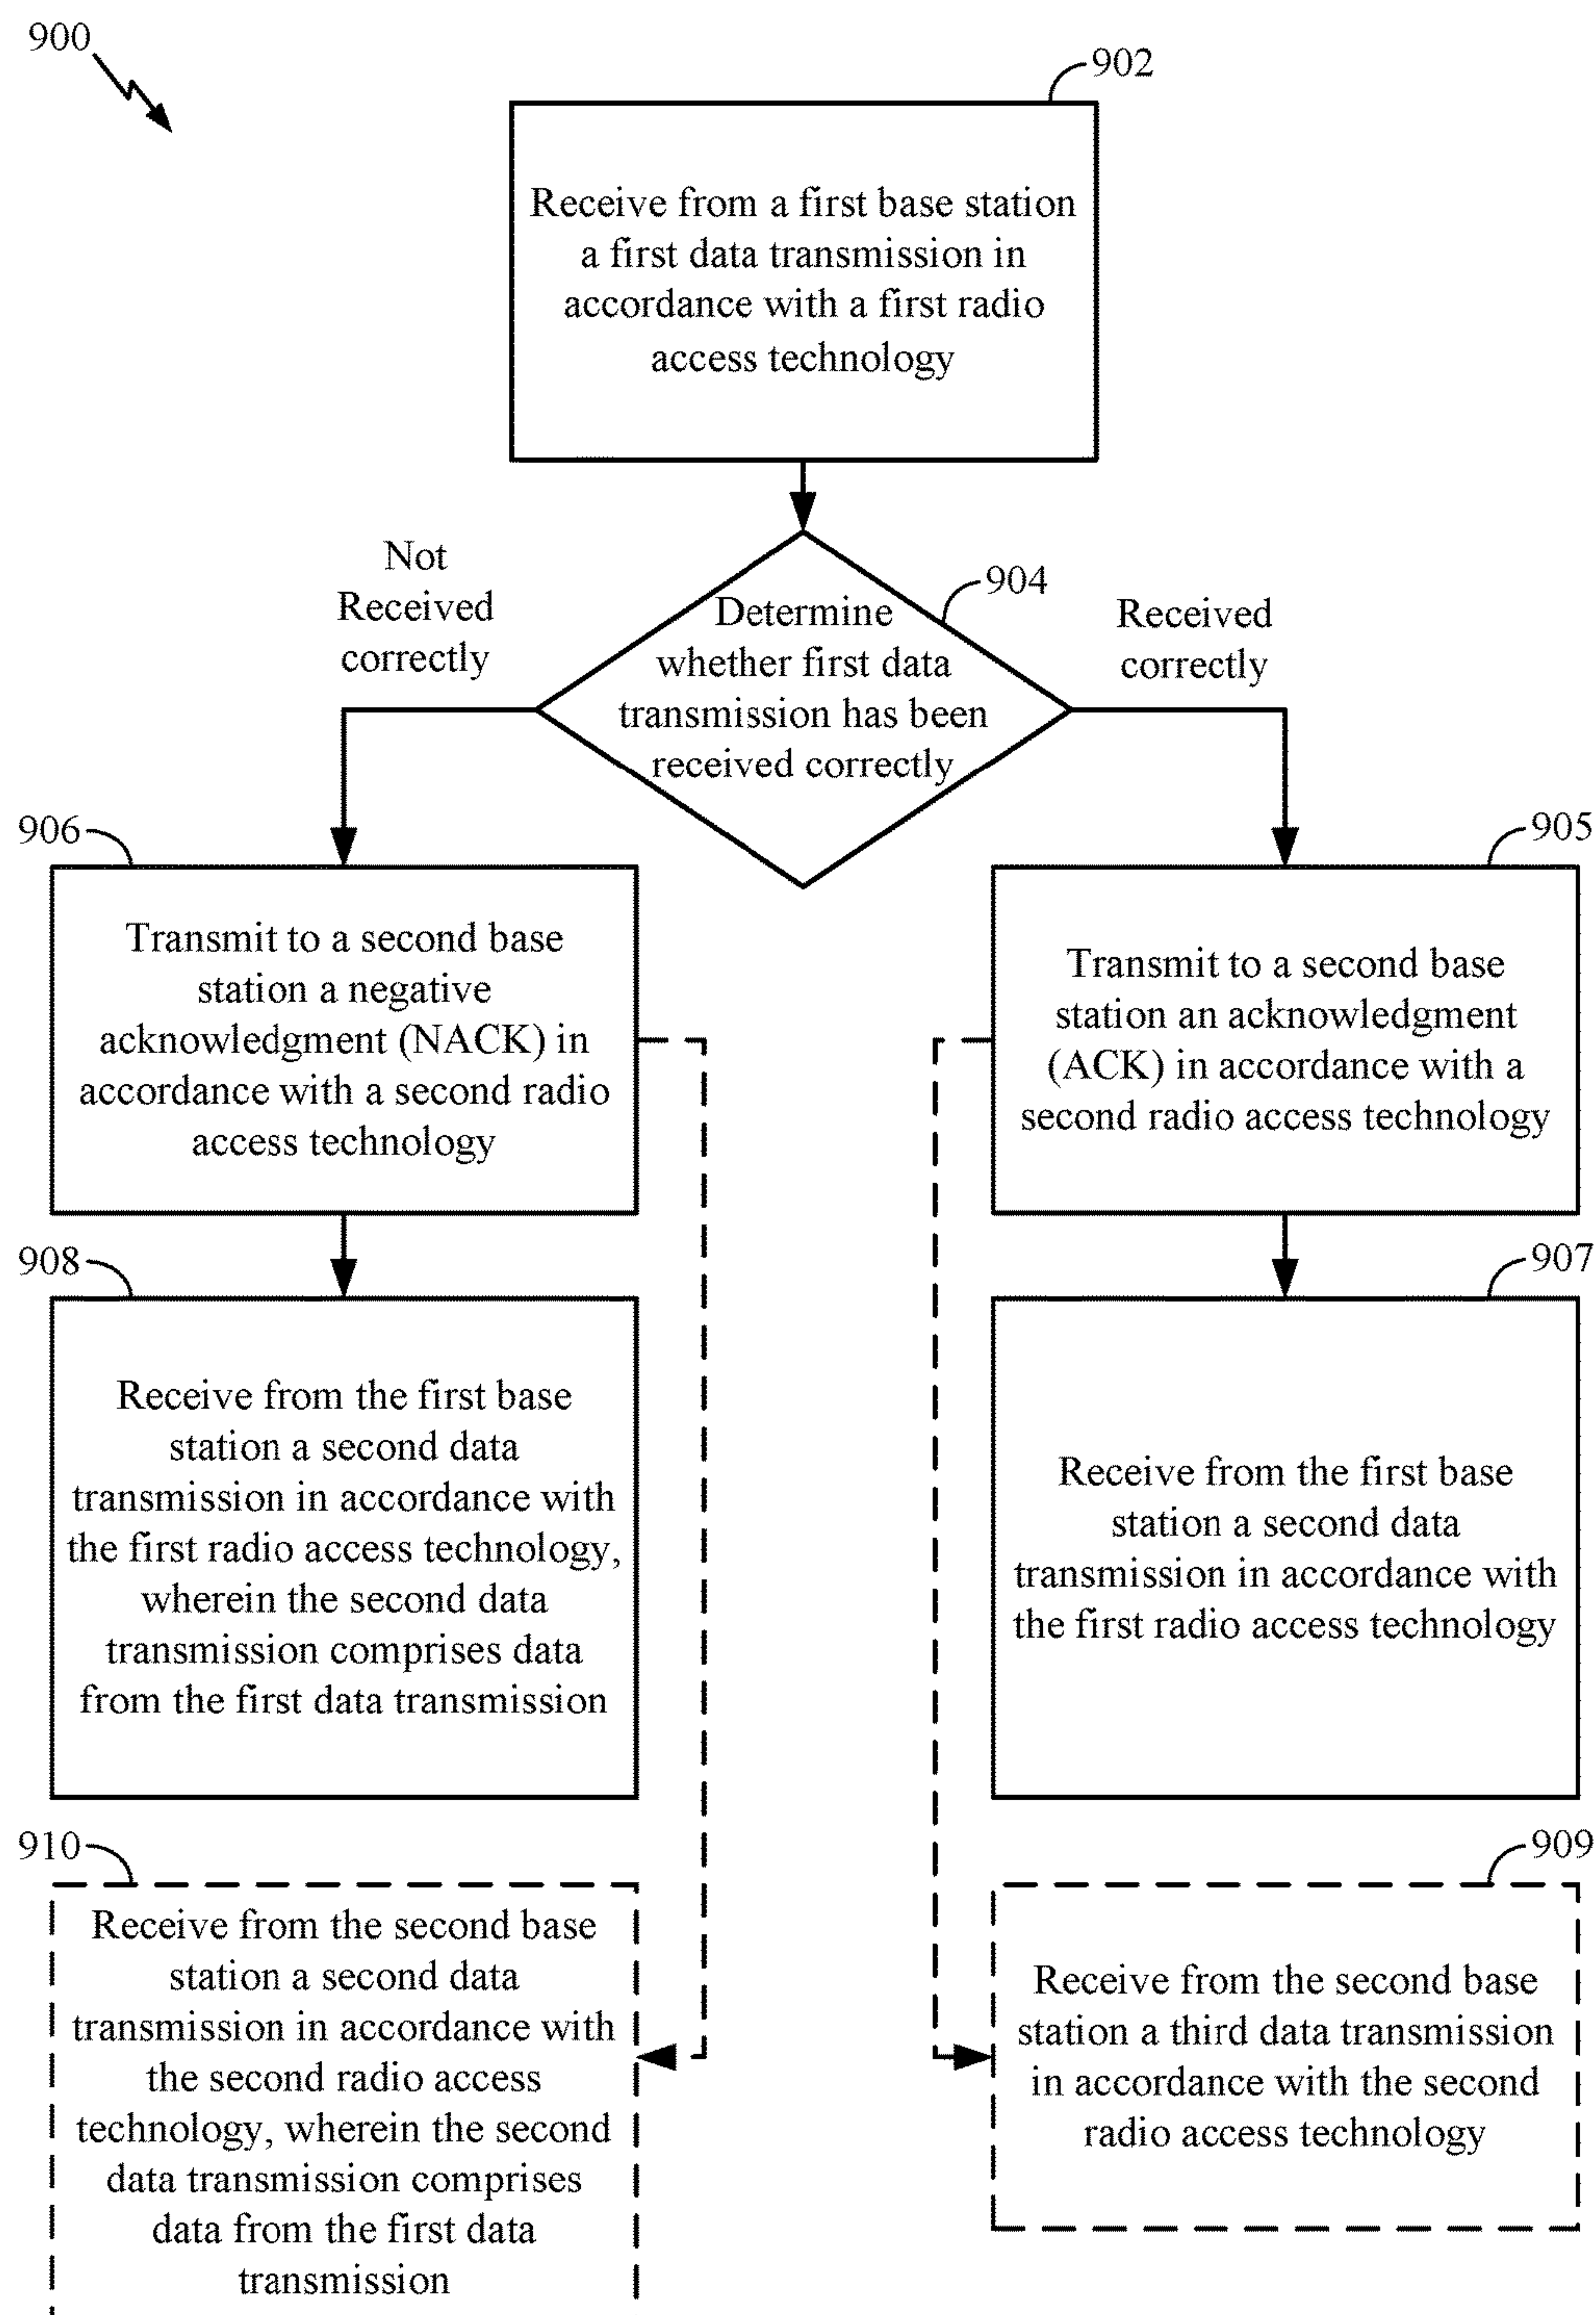 900
902
Receive from a first base station
a first data transmission in
accordance with a first radio
access technology
904
Determine
whether first data
transmission has been
received correctly
Not
Received
correctly
Received
correctly
906
Transmit to a second base
station a negative
acknowledgment (NACK) in
accordance with a second radio
access technology
905
Transmit to a second base
station an acknowledgment
(ACK) in accordance with a
second radio access technology
908
Receive from the first base
station a second data
transmission in accordance with
the first radio access technology,
wherein the second data
transmission comprises data
from the first data transmission
907
Receive from the first base
station a second data
transmission in accordance with
the first radio access technology
910
Receive from the second base
station a second data
transmission in accordance with
the second radio access
technology, wherein the second
data transmission comprises
data from the first data
transmission
909
Receive from the second base
station a third data transmission
in accordance with the second
radio access technology